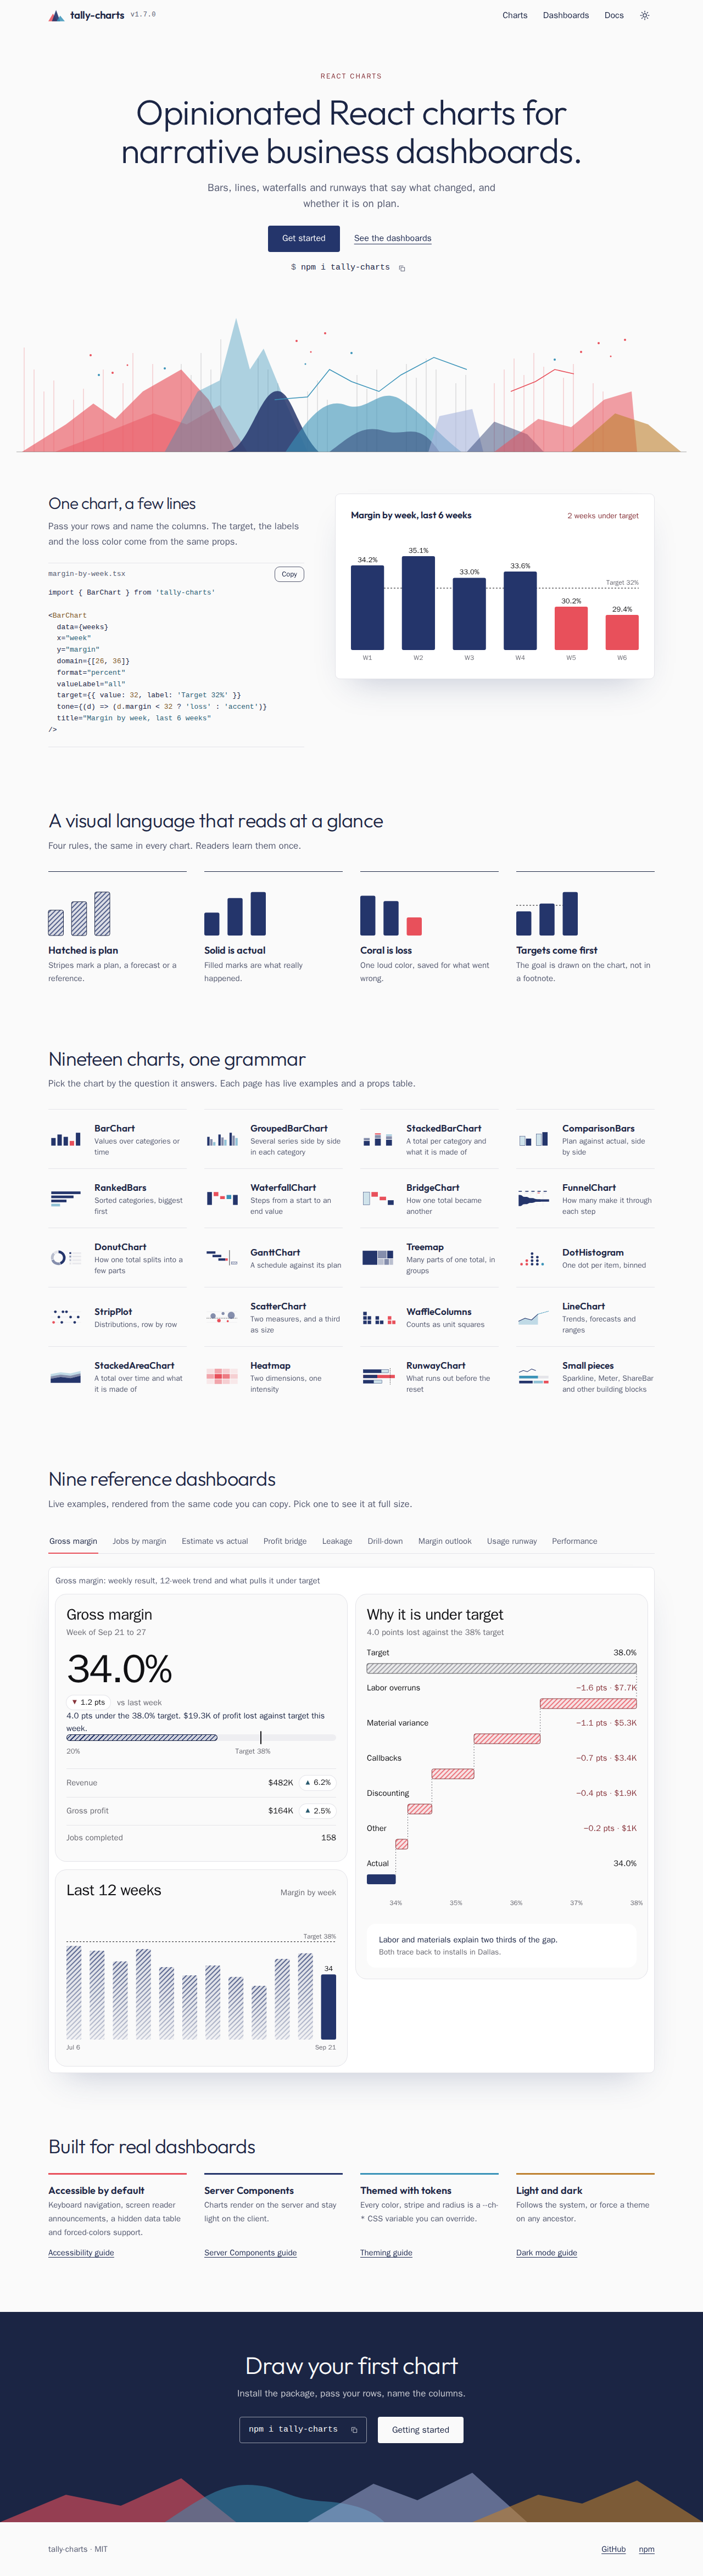 tally-charts v1.7.0
Charts Dashboards Docs
REACT CHARTS
Opinionated React charts for
narrative business dashboards.
Bars, lines, waterfalls and runways that say what changed, and
whether it is on plan.
Get started See the dashboards
$ npm i tally-charts
One chart, a few lines
Pass your rows and name the columns. The target, the labels
and the loss color come from the same props.
margin-by-week.tsx Copy
import { BarChart } from 'tally-charts'
<BarChart
data={weeks}
x="week"
y="margin"
domain={[26, 36]}
format="percent"
valueLabel="all"
target={{ value: 32, label: 'Target 32%' }}
tone={(d) => (d.margin < 32 ? 'loss' : 'accent')}
title="Margin by week, last 6 weeks"
/>
Margin by week, last 6 weeks 2 weeks under target
34.2% 35.1% 33.0% 33.6% 30.2% 29.4%
Target 32%
W1 W2 W3 W4 W5 W6
A visual language that reads at a glance
Four rules, the same in every chart. Readers learn them once.
Hatched is plan
Stripes mark a plan, a forecast or a
reference.
Solid is actual
Filled marks are what really
happened.
Coral is loss
One loud color, saved for what went
wrong.
Targets come first
The goal is drawn on the chart, not in
a footnote.
Nineteen charts, one grammar
Pick the chart by the question it answers. Each page has live examples and a props table.
BarChart
Values over categories or
time
GroupedBarChart
Several series side by side
in each category
StackedBarChart
A total per category and
what it is made of
ComparisonBars
Plan against actual, side
by side
RankedBars
Sorted categories, biggest
first
WaterfallChart
Steps from a start to an
end value
BridgeChart
How one total became
another
FunnelChart
How many make it through
each step
DonutChart
How one total splits into a
few parts
GanttChart
A schedule against its plan
Treemap
Many parts of one total, in
groups
DotHistogram
One dot per item, binned
StripPlot
Distributions, row by row
ScatterChart
Two measures, and a third
as size
WaffleColumns
Counts as unit squares
LineChart
Trends, forecasts and
ranges
StackedAreaChart
A total over time and what
it is made of
Heatmap
Two dimensions, one
intensity
RunwayChart
What runs out before the
reset
Small pieces
Sparkline, Meter, ShareBar
and other building blocks
Nine reference dashboards
Live examples, rendered from the same code you can copy. Pick one to see it at full size.
Gross margin Jobs by margin Estimate vs actual Profit bridge Leakage Drill-down Margin outlook Usage runway Performance
Gross margin: weekly result, 12-week trend and what pulls it under target
Gross margin
Week of Sep 21 to 27
34.0%
▼ 1.2 pts vs last week
4.0 pts under the 38.0% target. $19.3K of profit lost against target this
week.
20% Target 38%
Revenue $482K ▲ 6.2%
Gross profit $164K ▲ 2.5%
Jobs completed 158
Last 12 weeks Margin by week
Target 38%
34
Jul 6 Sep 21
Why it is under target
4.0 points lost against the 38% target
Target 38.0%
Labor overruns −1.6 pts · $7.7K
Material variance −1.1 pts · $5.3K
Callbacks −0.7 pts · $3.4K
Discounting −0.4 pts · $1.9K
Other −0.2 pts · $1K
Actual 34.0%
34% 35% 36% 37% 38%
Labor and materials explain two thirds of the gap.
Both trace back to installs in Dallas.
Built for real dashboards
Accessible by default
Keyboard navigation, screen reader
announcements, a hidden data table
and forced-colors support.
Accessibility guide
Server Components
Charts render on the server and stay
light on the client.
Server Components guide
Themed with tokens
Every color, stripe and radius is a --ch-
* CSS variable you can override.
Theming guide
Light and dark
Follows the system, or force a theme
on any ancestor.
Dark mode guide
Draw your first chart
Install the package, pass your rows, name the columns.
npm i tally-charts Getting started
tally-charts · MIT
GitHub npm